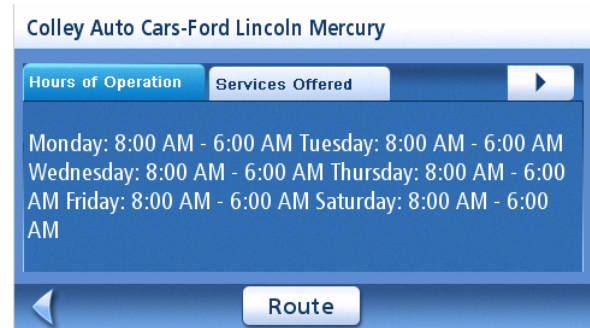 Colley Auto Cars-Ford Lincoln Mercury
Hours of Operation
Services Offered
Monday: 8:00 AM - 6:00 AM Tuesday: 8:00 AM - 6:00 AM
Wednesday: 8:00 AM - 6:00 AM Thursday: 8:00 AM - 6:00
AM Friday: 8:00 AM - 6:00 AM Saturday: 8:00 AM - 6:00
AM
Route